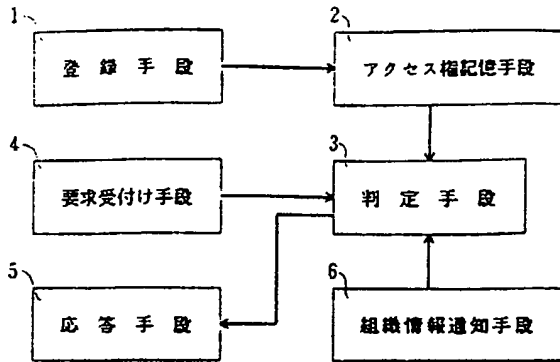 1
登録手段
2
アクセス権記憶手段
4
要求受付け手段
3
判定手段
5
応答手段
6
組織情報通知手段